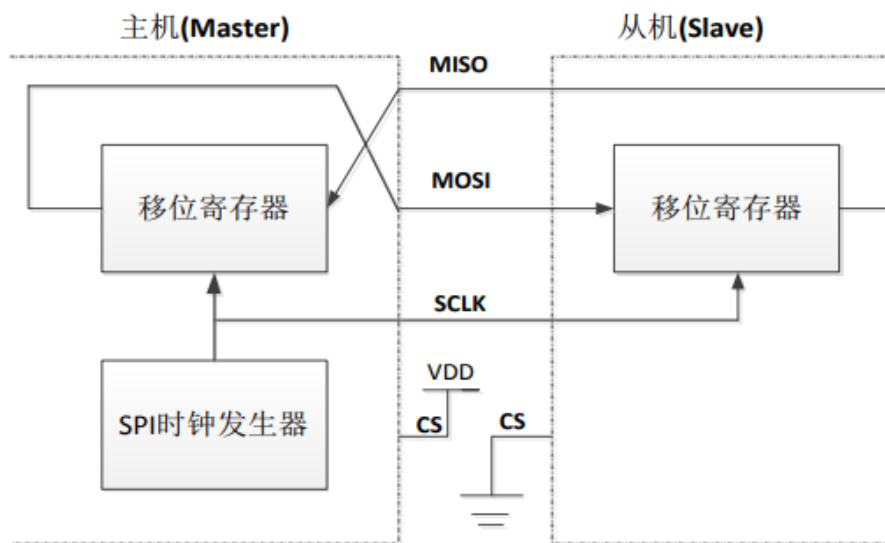 主机(Master)
从机(Slave)
MISO
移位寄存器
MOSI
移位寄存器
SCLK
VDD
SPI时钟发生器
CS
CS